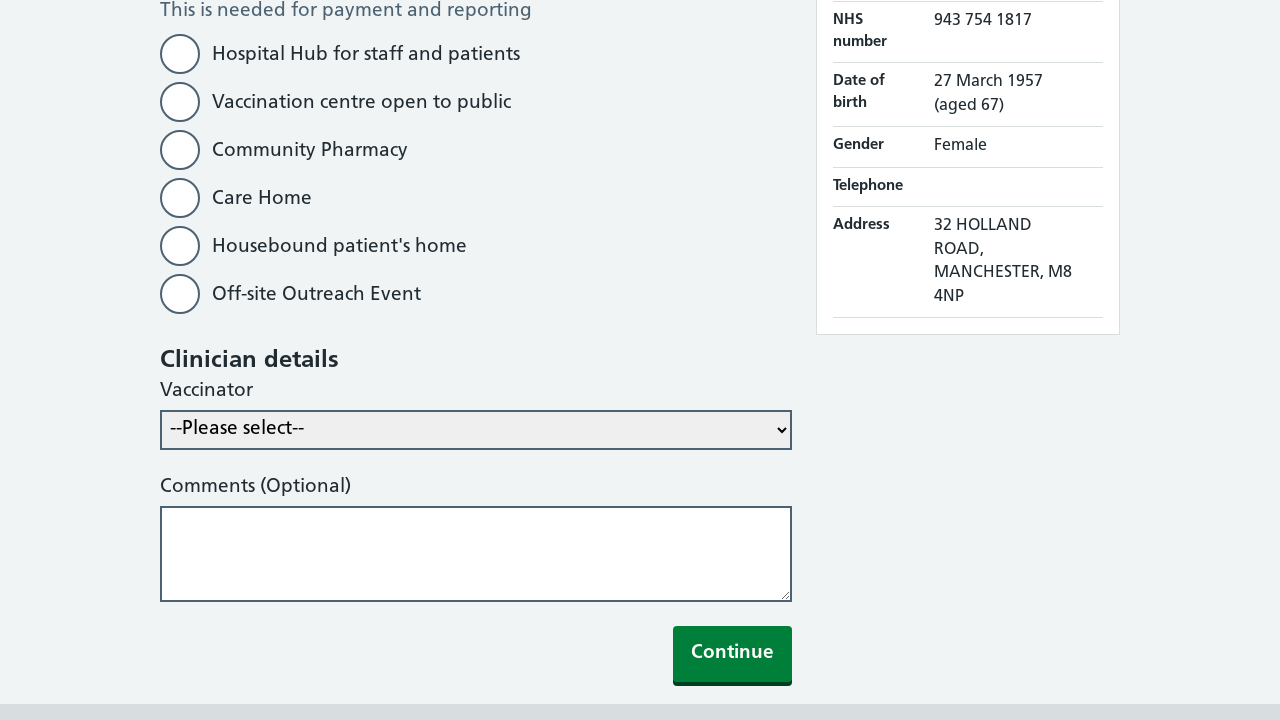 This is needed for payment and reporting
Hospital Hub for staff and patients
Vaccination centre open to public
Community Pharmacy
Care Home
Housebound patient's home
Off-site Outreach Event
Clinician details
Vaccinator
--Please select--
Comments (Optional)
Continue
NHS
number
943 754 1817
Date of
birth
27 March 1957
(aged 67)
Gender
Female
Telephone
Address
32 HOLLAND
ROAD,
MANCHESTER, M8
4NP